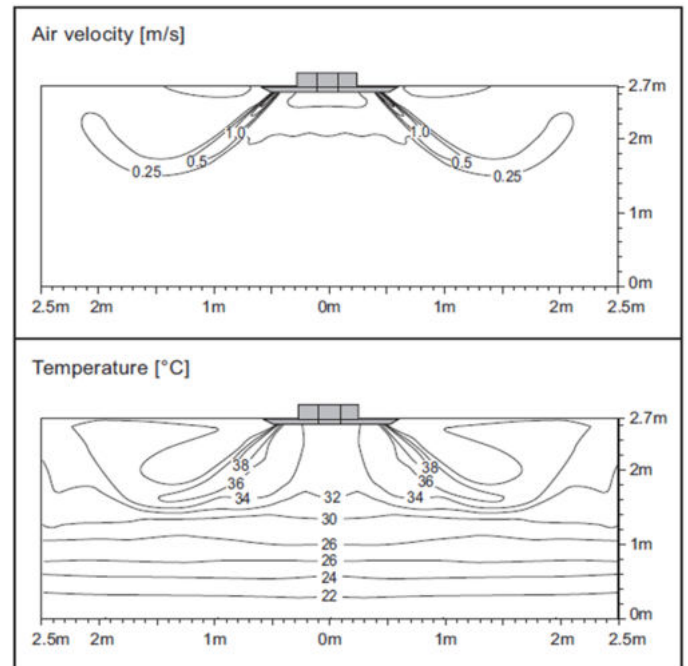 Air velocity [m/s]
2.7m
1.0 1.0 2m
0.5 0.5
0.25 0.25
1m
0m
2.5m 2m 1m 0m 1m 2m 2.5m
Temperature [°C]
2.7m
38 38 2m
36 36
34 32 34
30
26 1m
26
24
22
0m
2.5m 2m 1m 0m 1m 2m 2.5m